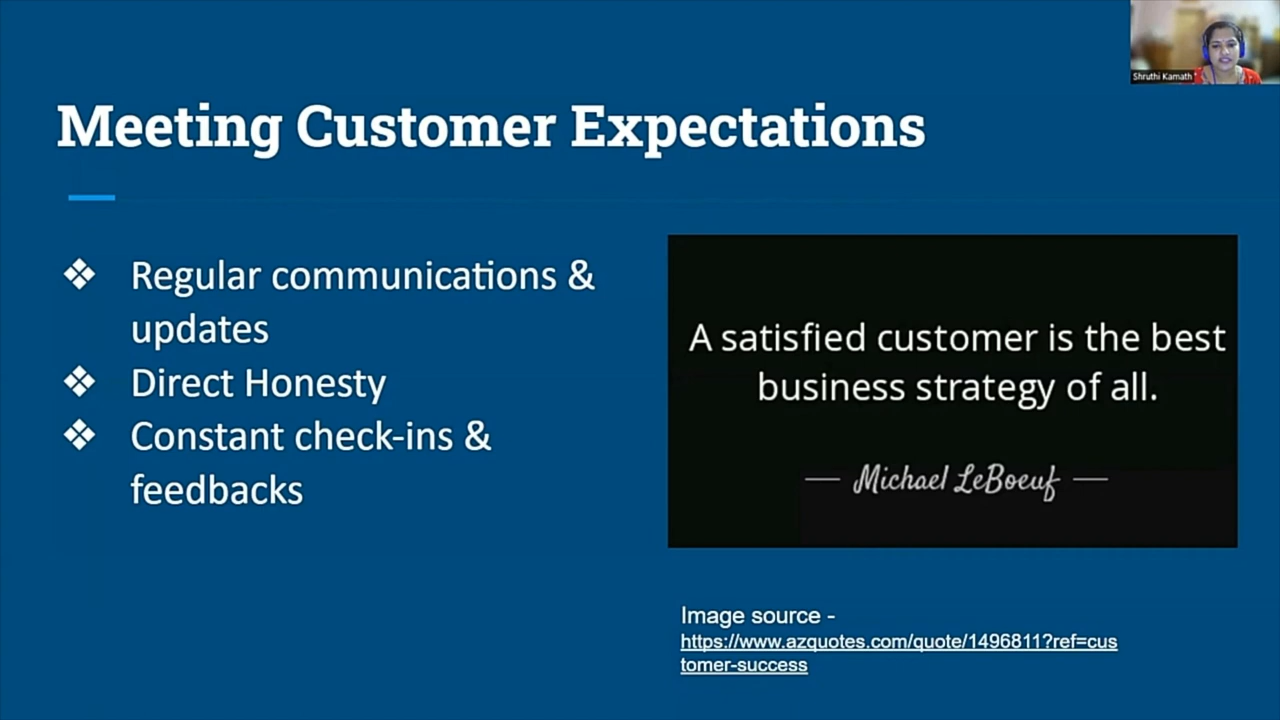 Shruthi Kamath
Meeting Customer Expectations
❖ Regular communications &
updates
❖ Direct Honesty
❖ Constant check-ins &
feedbacks
A satisfied customer is the best
business strategy of all.
— Michael LeBoeuf —
Image source -
https://www.azquotes.com/quote/1496811?ref=cus
tomer-success